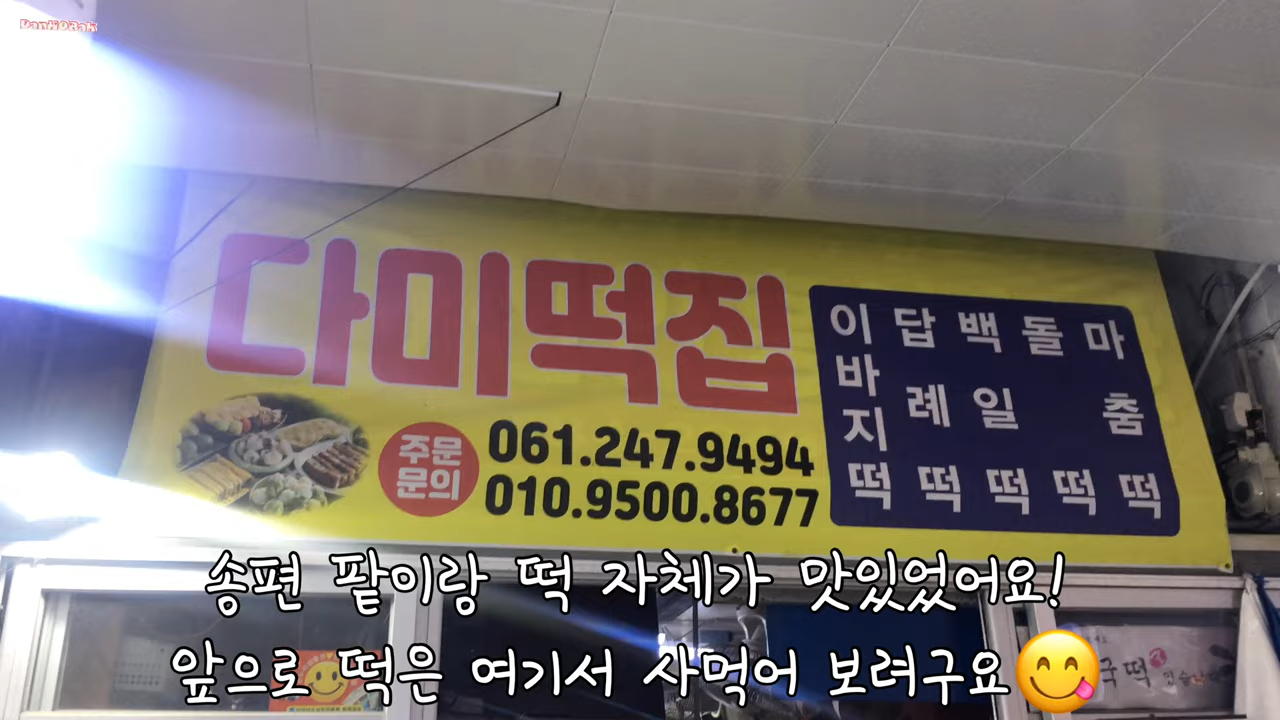 DanHOBak
다미떡집
주문
문의
061.247.9494
010.9500.8677
이바지떡
답례떡
백일떡
돌떡
마춤떡
송편 팥이랑 떡 자체가 맛있었어요!
앞으로 떡은 여기서 사먹어 보려구요😋
국떡